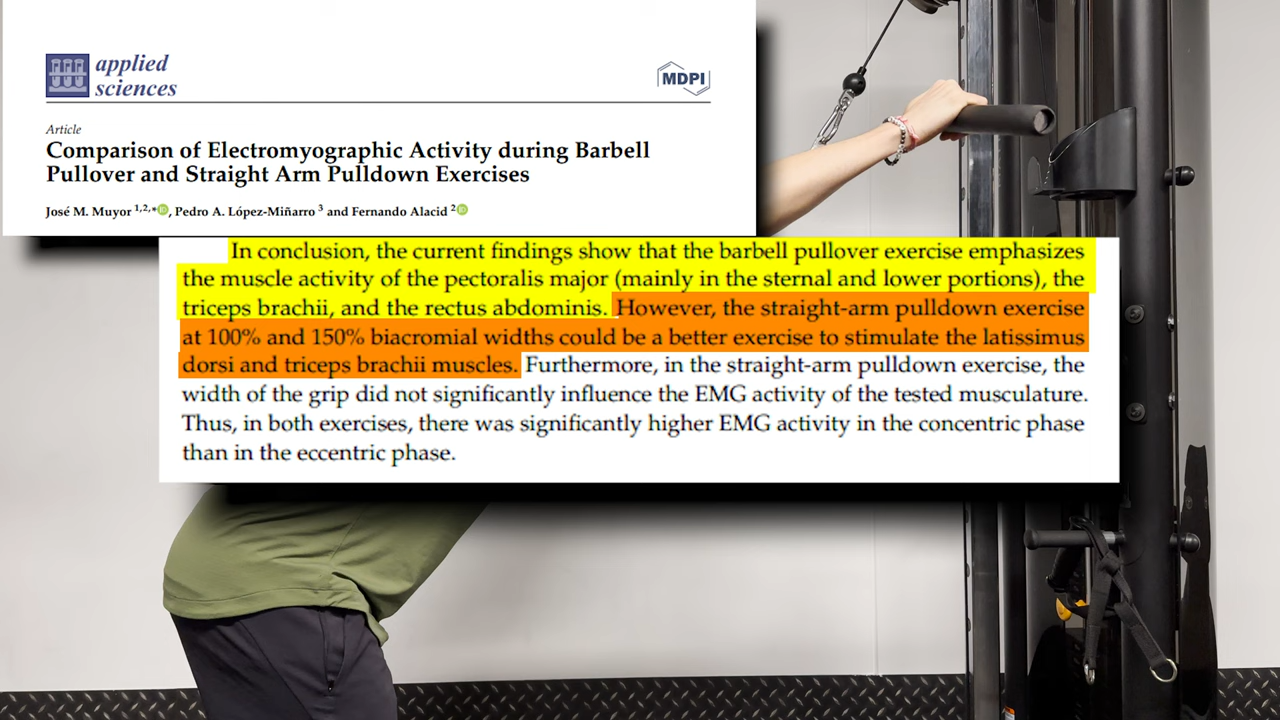 applied
sciences
MDPI
Article
Comparison of Electromyographic Activity during Barbell
Pullover and Straight Arm Pulldown Exercises
José M. Muyor 1,2,*, Pedro A. López-Miñarro 3 and Fernando Alacid 2
In conclusion, the current findings show that the barbell pullover exercise emphasizes
the muscle activity of the pectoralis major (mainly in the sternal and lower portions), the
triceps brachii, and the rectus abdominis. However, the straight-arm pulldown exercise
at 100% and 150% biacromial widths could be a better exercise to stimulate the latissimus
dorsi and triceps brachii muscles. Furthermore, in the straight-arm pulldown exercise, the
width of the grip did not significantly influence the EMG activity of the tested musculature.
Thus, in both exercises, there was significantly higher EMG activity in the concentric phase
than in the eccentric phase.